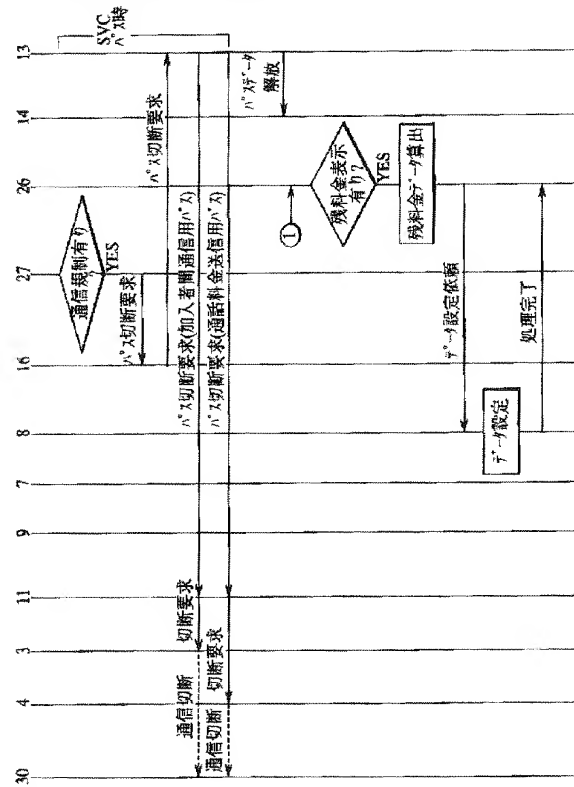 30 4 3 11 9 7 8 16 27 26 14 13
SVC
パス時
通信規制有り
YES
パス切断要求
パス切断要求
パス切断要求(加入者間通信用パス)
切断要求
通信切断
パス切断要求(通話料金送信用パス)
切断要求
通信切断
パスデータ
解放
①
残料金表示
有り?
YES
残料金データ算出
データ設定依頼
データ設定
処理完了